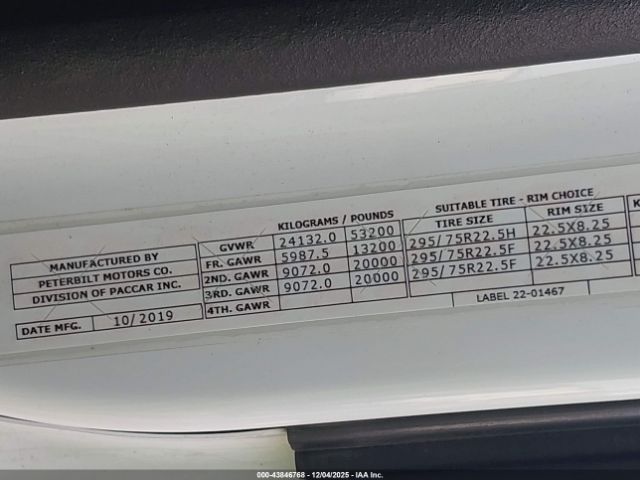 MANUFACTURED BY
PETERBILT MOTORS CO.
DIVISION OF PACCAR INC.
DATE MFG. 10/2019
KILOGRAMS / POUNDS
GVWR 24132.0 53200
FR. GAWR 5987.5 13200
2ND. GAWR 9072.0 20000
3RD. GAWR 9072.0 20000
4TH. GAWR
SUITABLE TIRE - RIM CHOICE
TIRE SIZE RIM SIZE
295/75R22.5H 22.5X8.25
295/75R22.5F 22.5X8.25
295/75R22.5F 22.5X8.25
LABEL 22-01467
000-43846768 - 12/04/2025 - IAA Inc.